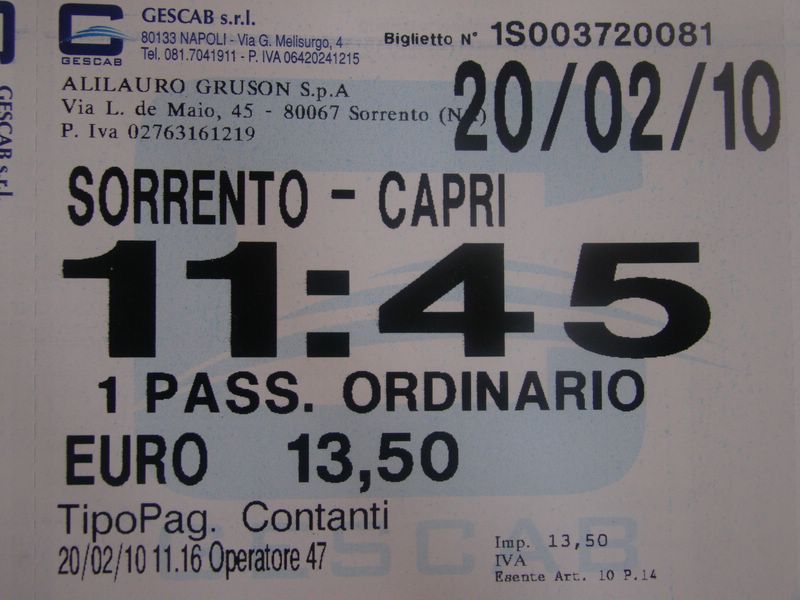 GESCAB s.r.l.
80133 NAPOLI - Via G. Melisurgo, 4
Tel. 081.7041911 - P. IVA 06420241215
GESCAB
Biglietto N° 1S003720081
ALILAURO GRUSON S.p.A
Via L. de Maio, 45 - 80067 Sorrento (NA)
P. Iva 02763161219
20/02/10
SORRENTO - CAPRI
11:45
1 PASS. ORDINARIO
EURO 13,50
TipoPag. Contanti
20/02/10 11.16 Operatore 47
Imp. 13,50
IVA
Esente Art. 10 P.14
GESCAB
GESCAB s.r.l.